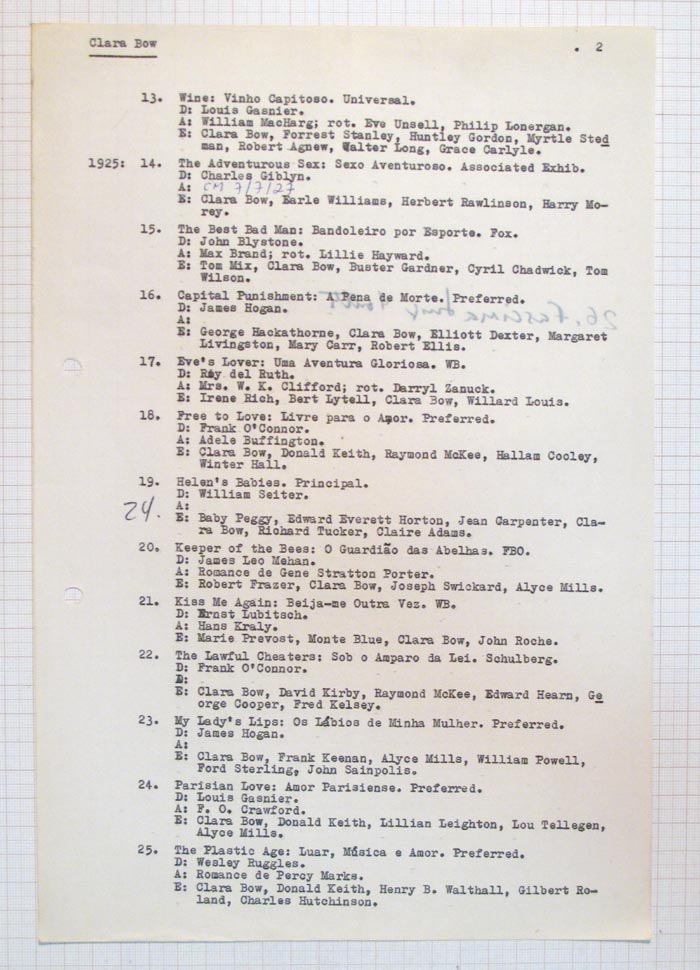 Clara Bow
. 2
13. Wine: Vinho Capitoso. Universal.
D: Louis Gasnier.
A: William MacHarg; rot. Eve Unsell, Philip Lonergan.
E: Clara Bow, Forrest Stanley, Huntley Gordon, Myrtle Sted
man, Robert Agnew, Walter Long, Grace Carlyle.
1925: 14. The Adventurous Sex: Sexo Aventuroso. Associated Exhib.
D: Charles Giblyn.
A: CM 7/7/27
E: Clara Bow, Earle Williams, Herbert Rawlinson, Harry Mo-
rey.
15. The Best Bad Man: Bandoleiro por Esporte. Fox.
D: John Blystone.
A: Max Brand; rot. Lillie Hayward.
E: Tom Mix, Clara Bow, Buster Gardner, Cyril Chadwick, Tom
Wilson.
16. Capital Punishment: A Pena de Morte. Preferred.
D: James Hogan.
A:
E: George Hackathorne, Clara Bow, Elliott Dexter, Margaret
Livingston, Mary Carr, Robert Ellis.
17. Eve's Lover: Uma Aventura Gloriosa. WB.
D: Roy del Ruth.
A: Mrs. W. K. Clifford; rot. Darryl Zanuck.
E: Irene Rich, Bert Lytell, Clara Bow, Willard Louis.
18. Free to Love: Livre para o Amor. Preferred.
D: Frank O'Connor.
A: Adele Buffington.
E: Clara Bow, Donald Keith, Raymond McKee, Hallam Cooley,
Winter Hall.
19. Helen's Babies. Principal.
D: William Seiter.
A:
24.
E: Baby Peggy, Edward Everett Horton, Jean Carpenter, Cla-
ra Bow, Richard Tucker, Claire Adams.
20. Keeper of the Bees: O Guardião das Abelhas. FBO.
D: James Leo Mehan.
A: Romance de Gene Stratton Porter.
E: Robert Frazer, Clara Bow, Joseph Swickard, Alyce Mills.
21. Kiss Me Again: Beija-me Outra Vez. WB.
D: Ernst Lubitsch.
A: Hans Kraly.
E: Marie Prevost, Monte Blue, Clara Bow, John Roche.
22. The Lawful Cheaters: Sob o Amparo da Lei. Schulberg.
D: Frank O'Connor.
E: Clara Bow, David Kirby, Raymond McKee, Edward Hearn, Ge
orge Cooper, Fred Kelsey.
23. My Lady's Lips: Os Lábios de Minha Mulher. Preferred.
D: James Hogan.
A:
E: Clara Bow, Frank Keenan, Alyce Mills, William Powell,
Ford Sterling, John Sainpolis.
24. Parisian Love: Amor Parisiense. Preferred.
D: Louis Gasnier.
A: F. O. Crawford.
E: Clara Bow, Donald Keith, Lillian Leighton, Lou Tellegen,
Alyce Mills.
25. The Plastic Age: Luar, Música e Amor. Preferred.
D: Wesley Ruggles.
A: Romance de Percy Marks.
E: Clara Bow, Donald Keith, Henry B. Walthall, Gilbert Ro-
land, Charles Hutchinson.